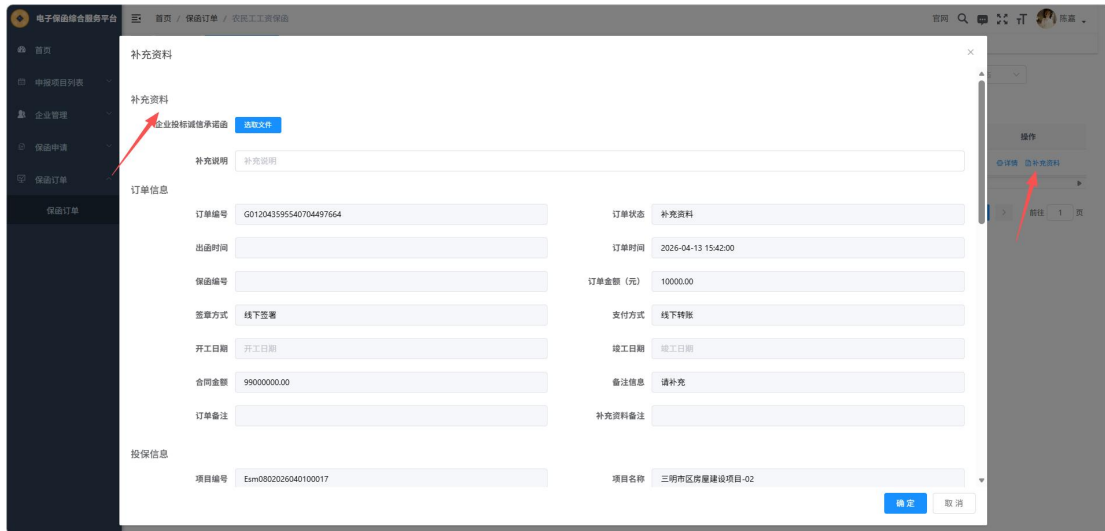 电子保函综合服务平台 首页 / 保函订单 / 农民工工资保函 官网 陈嘉
首页
申报项目列表
企业管理
保函申请
保函订单
保函订单
补充资料
补充资料
企业投标诚信承诺函 选取文件
补充说明 补充说明
订单信息
订单编号 G012043595540704497664 订单状态 补充资料
出函时间 订单时间 2026-04-13 15:42:00
保函编号 订单金额（元） 10000.00
签章方式 线下签署 支付方式 线下转账
开工日期 开工日期 竣工日期 竣工日期
合同金额 99000000.00 备注信息 请补充
订单备注 补充资料备注
投保信息
项目编号 Esm0802026040100017 项目名称 三明市区房屋建设项目-02
确定 取消
操作
详情 补充资料
前往 1 页